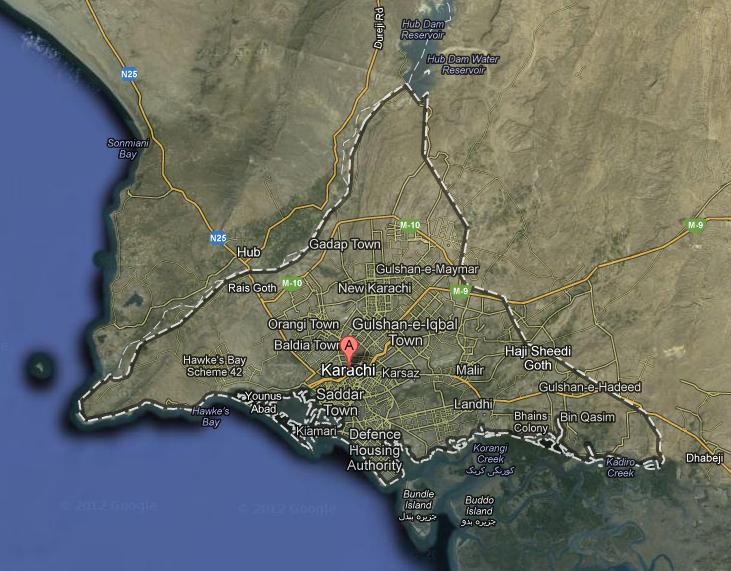 Dureji Rd
Hub Dam
Reservoir
Hub Dam Water
Reservoir
N25
Sonmiani
Bay
N25
Hub
Gadap Town
M-10
M-9
Gulshan-e-Maymar
Rais Goth
M-10
New Karachi
M-9
Orangi Town
Gulshan-e-Iqbal
Town
Baldia Town
A
Haji Sheedi
Goth
Hawke's Bay
Scheme 42
Karachi
Karsaz
Malir
Gulshan-e-Hadeed
Younus
Abad
Saddar
Town
Landhi
Hawke's
Bay
Bhains
Colony
Bin Qasim
Kiamari
Defence
Housing
Authority
Korangi
Creek
کورنگی کریک
Kadiro
Creek
Dhabeji
Bundle
Island
جزیرہ بنڈل
Buddo
Island
جزیرہ بدو
© 2012 Google
© 2012 Google